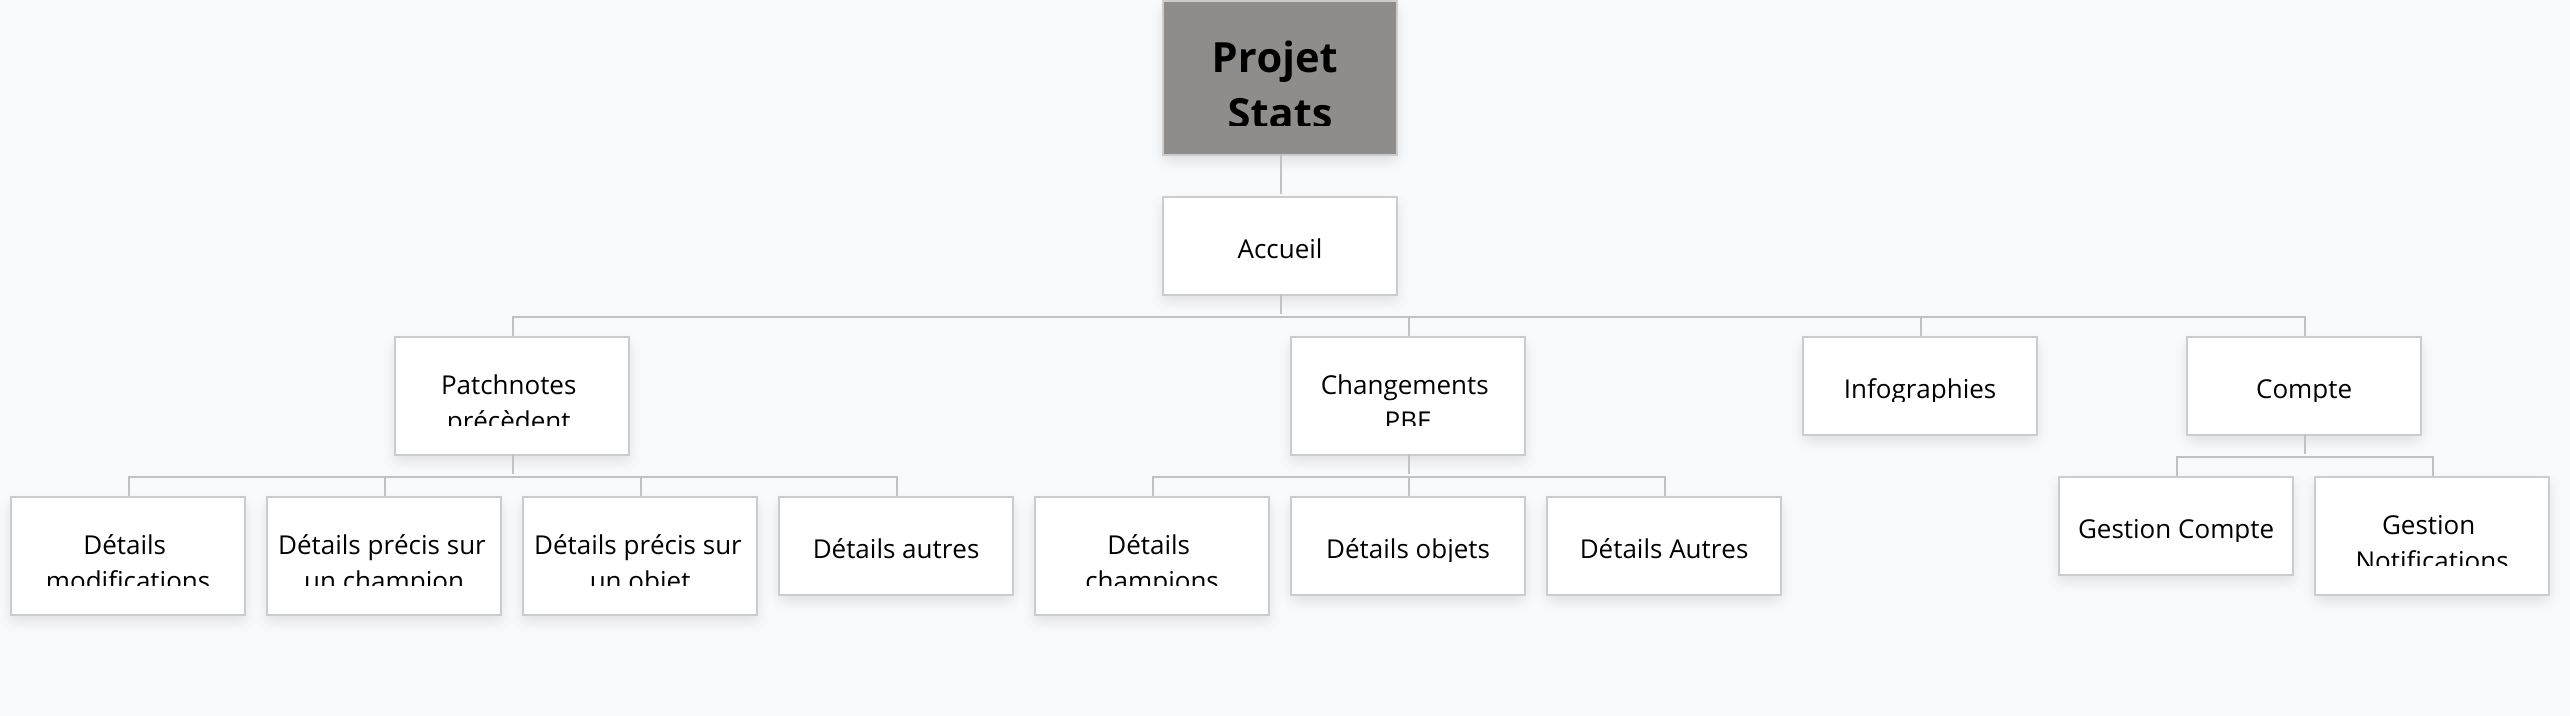 Projet
Stats
Accueil
Patchnotes
précèdent
Changements
PBE
Infographies
Compte
Détails
modifications
Détails précis sur
un champion
Détails précis sur
un objet
Détails autres
Détails
champions
Détails objets
Détails Autres
Gestion Compte
Gestion
Notifications